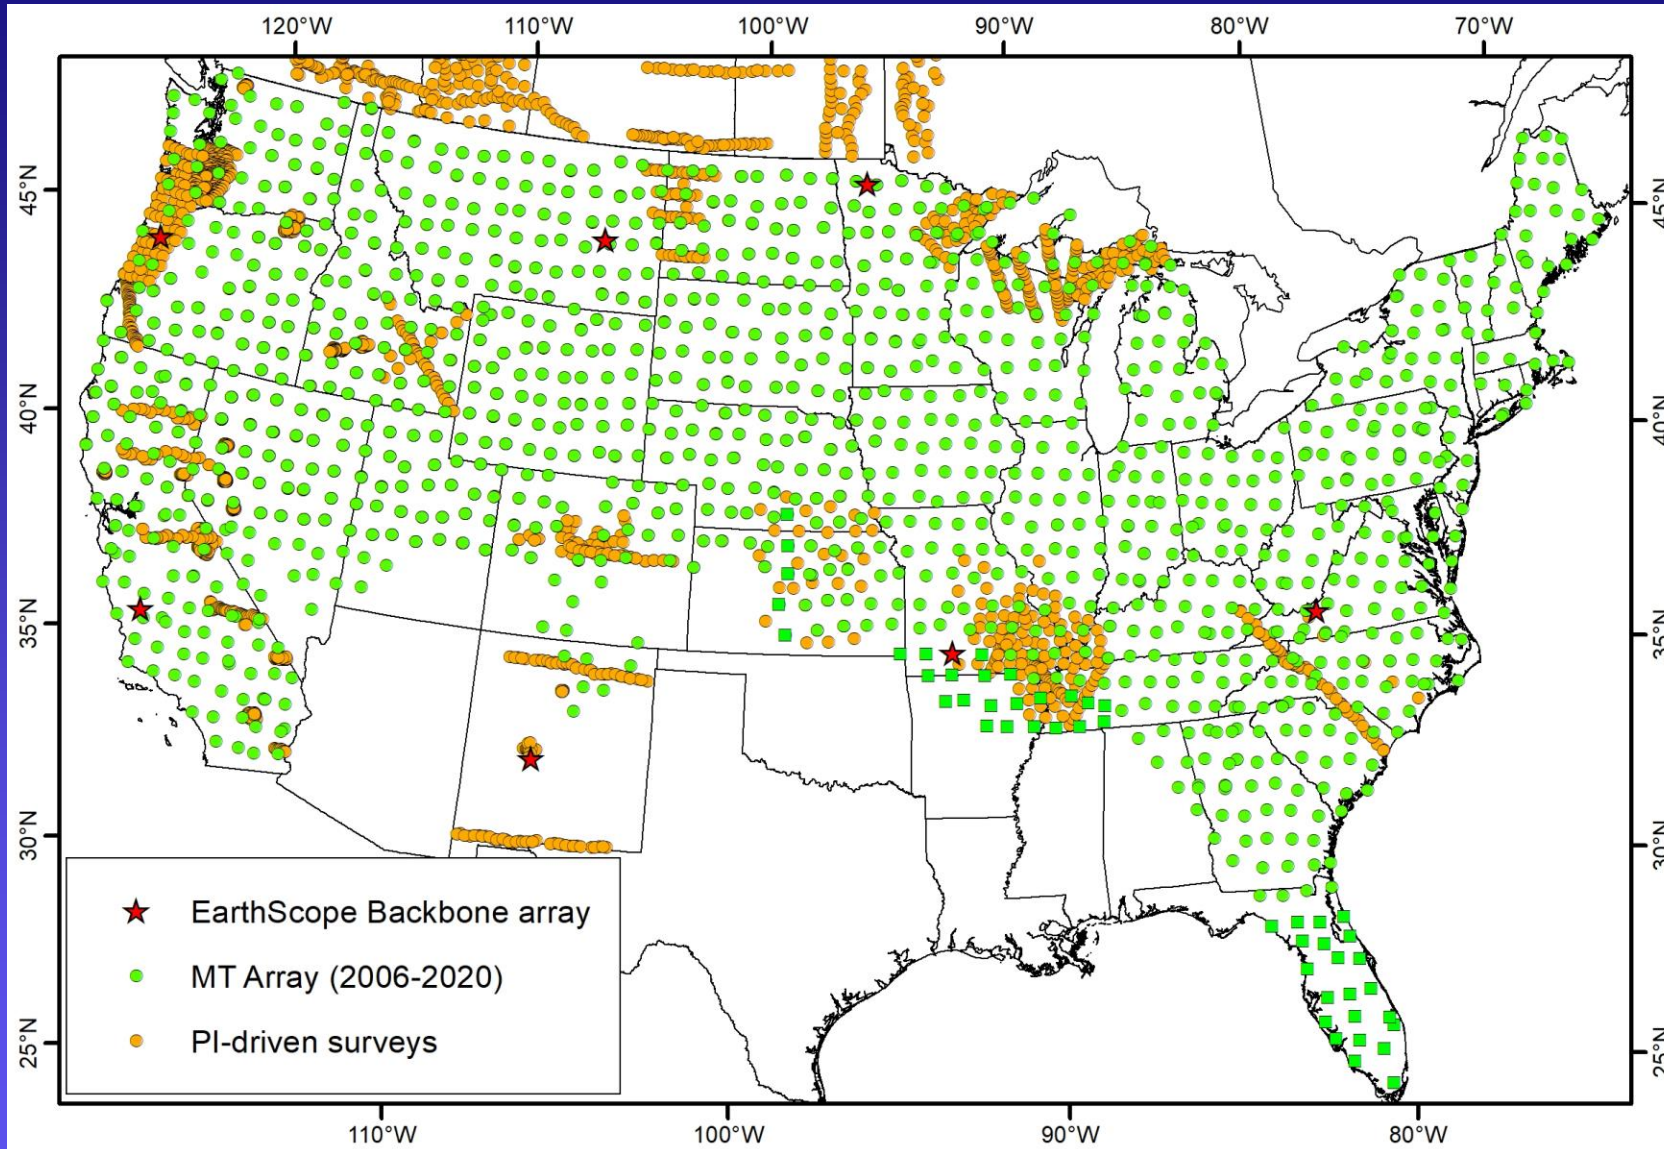 120°W 110°W 100°W 90°W 80°W 70°W
45°N 45°N
40°N 40°N
35°N 35°N
30°N 30°N
25°N 25°N
EarthScope Backbone array
MT Array (2006-2020)
PI-driven surveys
110°W 100°W 90°W 80°W